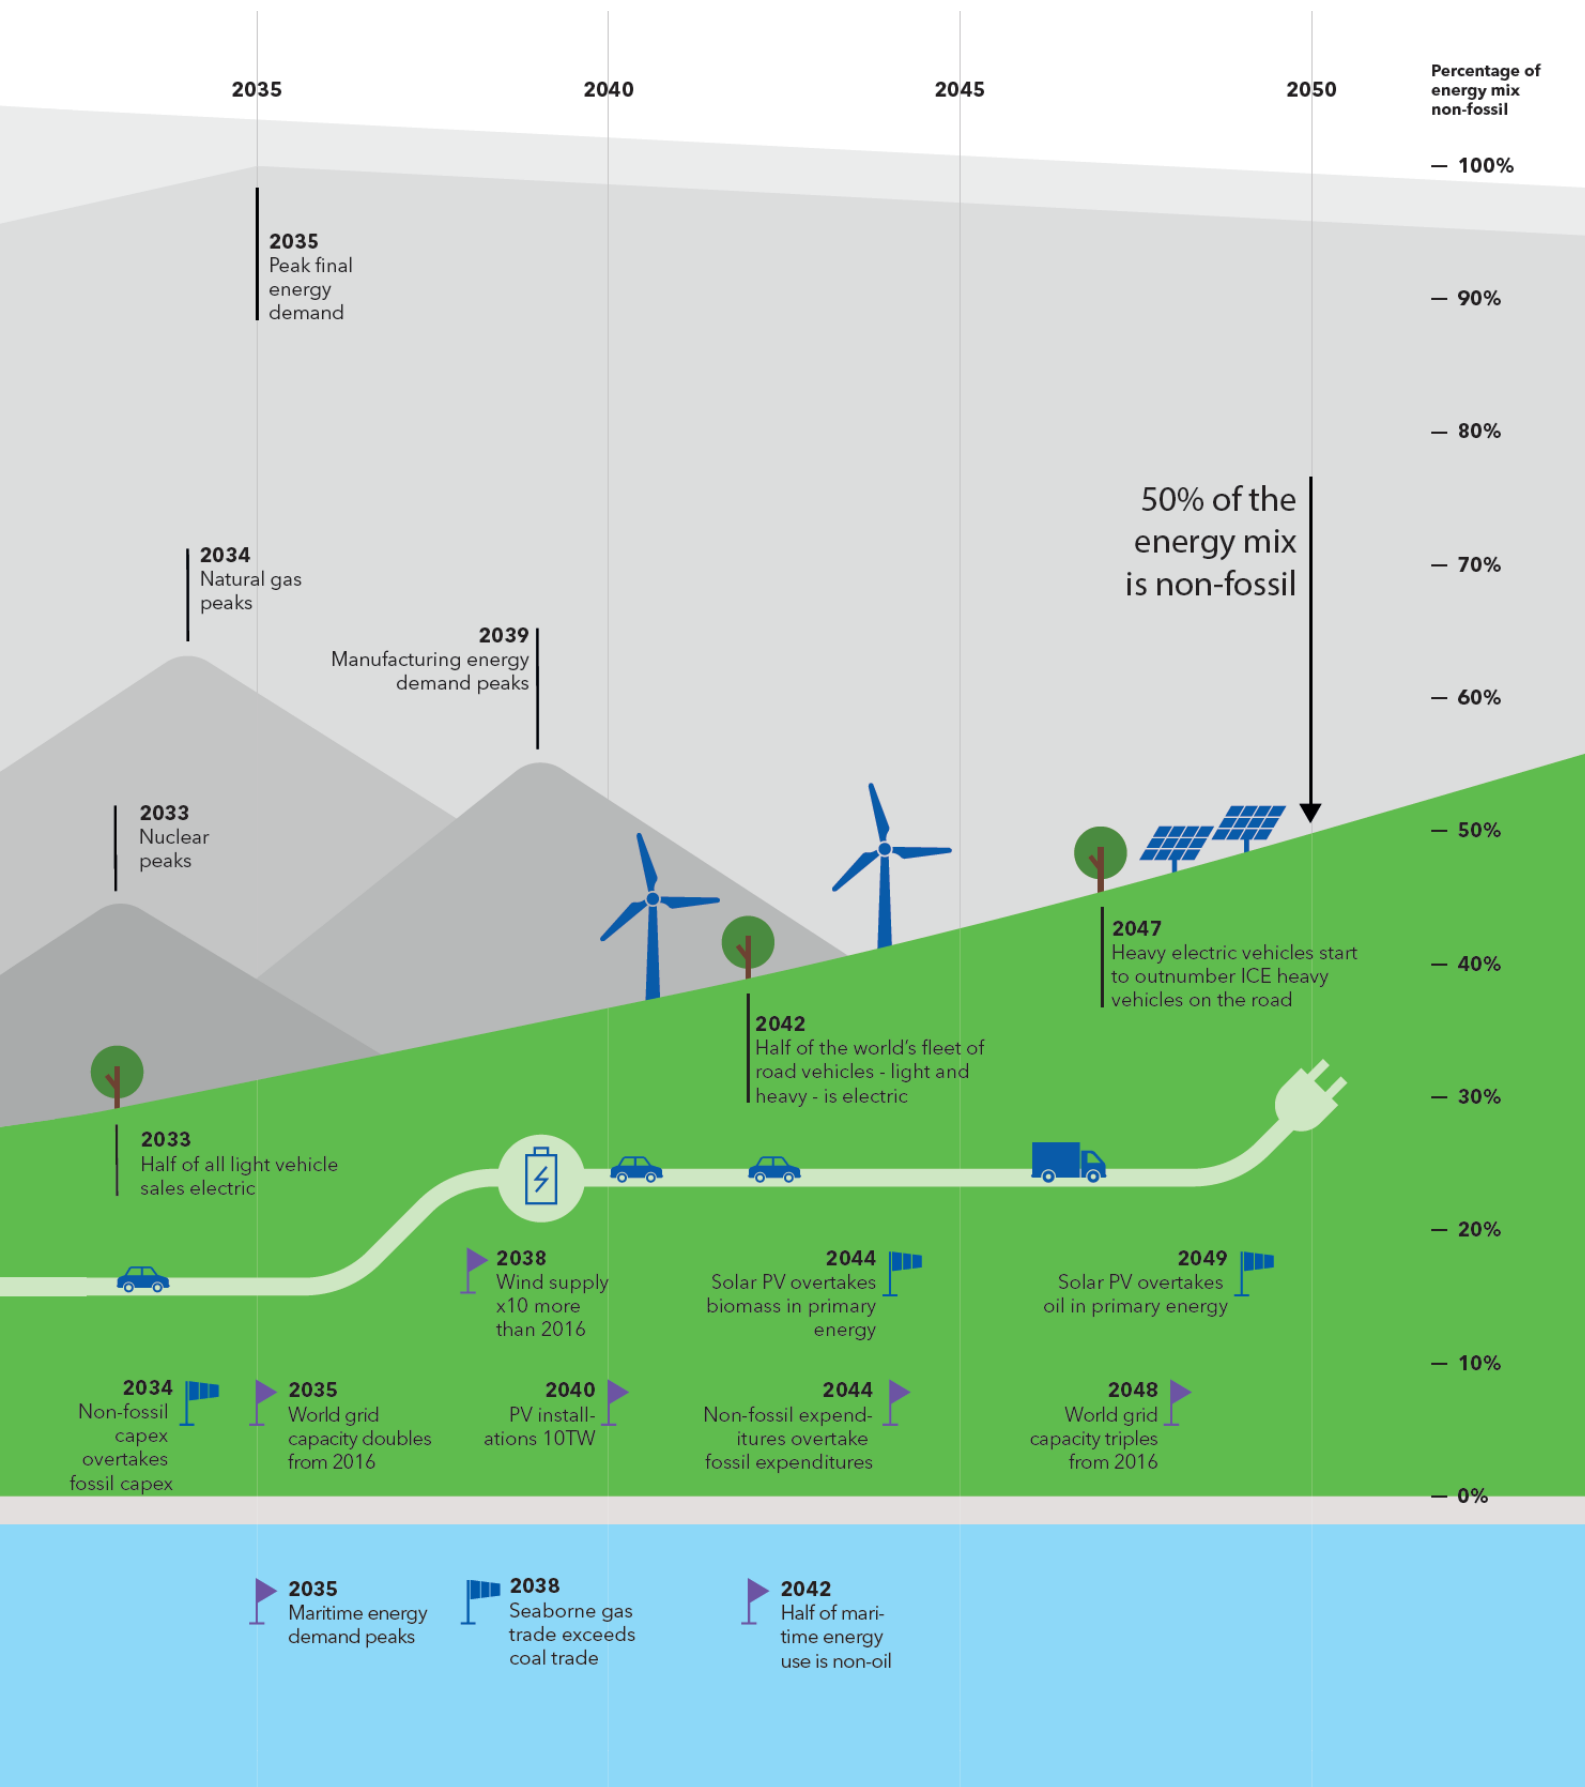 2035
2040
2045
2050
Percentage of
energy mix
non-fossil
100%
90%
80%
70%
60%
50%
40%
30%
20%
10%
0%
2035
Peak final
energy
demand
50% of the
energy mix
is non-fossil
2034
Natural gas
peaks
2039
Manufacturing energy
demand peaks
2033
Nuclear
peaks
2047
Heavy electric vehicles start
to outnumber ICE heavy
vehicles on the road
2042
Half of the world's fleet of
road vehicles - light and
heavy - is electric
2033
Half of all light vehicle
sales electric
2038
Wind supply
x10 more
than 2016
2044
Solar PV overtakes
biomass in primary
energy
2049
Solar PV overtakes
oil in primary energy
2034
Non-fossil
capex
overtakes
fossil capex
2035
World grid
capacity doubles
from 2016
2040
PV install-
ations 10TW
2044
Non-fossil expend-
itures overtake
fossil expenditures
2048
World grid
capacity triples
from 2016
2035
Maritime energy
demand peaks
2038
Seaborne gas
trade exceeds
coal trade
2042
Half of mari-
time energy
use is non-oil